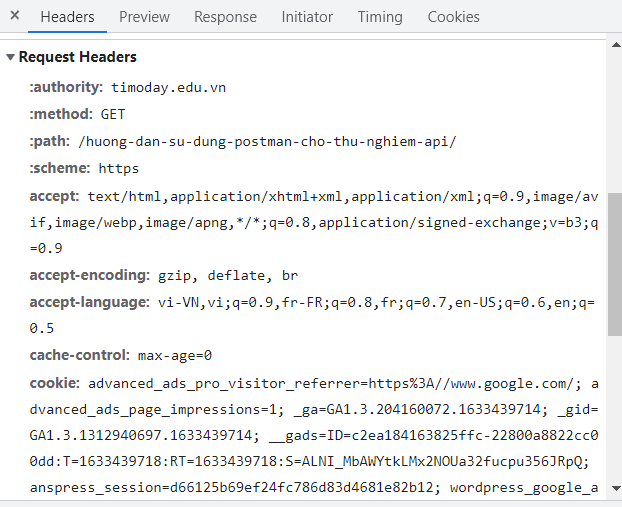 × Headers Preview Response Initiator Timing Cookies
▼ Request Headers
:authority: timoday.edu.vn
:method: GET
:path: /huong-dan-su-dung-postman-cho-thu-nghiem-api/
:scheme: https
accept: text/html,application/xhtml+xml,application/xml;q=0.9,image/av
if,image/webp,image/apng,*/*;q=0.8,application/signed-exchange;v=b3;q
=0.9
accept-encoding: gzip, deflate, br
accept-language: vi-VN,vi;q=0.9,fr-FR;q=0.8,fr;q=0.7,en-US;q=0.6,en;q=
0.5
cache-control: max-age=0
cookie: advanced_ads_pro_visitor_referrer=https%3A//www.google.com/; a
dvanced_ads_page_impressions=1; _ga=GA1.3.204160072.1633439714; _gid=
GA1.3.1312940697.1633439714; __gads=ID=c2ea184163825ffc-22800a8822cc0
0dd:T=1633439718:RT=1633439718:S=ALNI_MbAWYtkLMx2NOUa32fucpu356JRpQ;
anspress_session=d66125b69ef24fc786d83d4681e82b12; wordpress_google_a